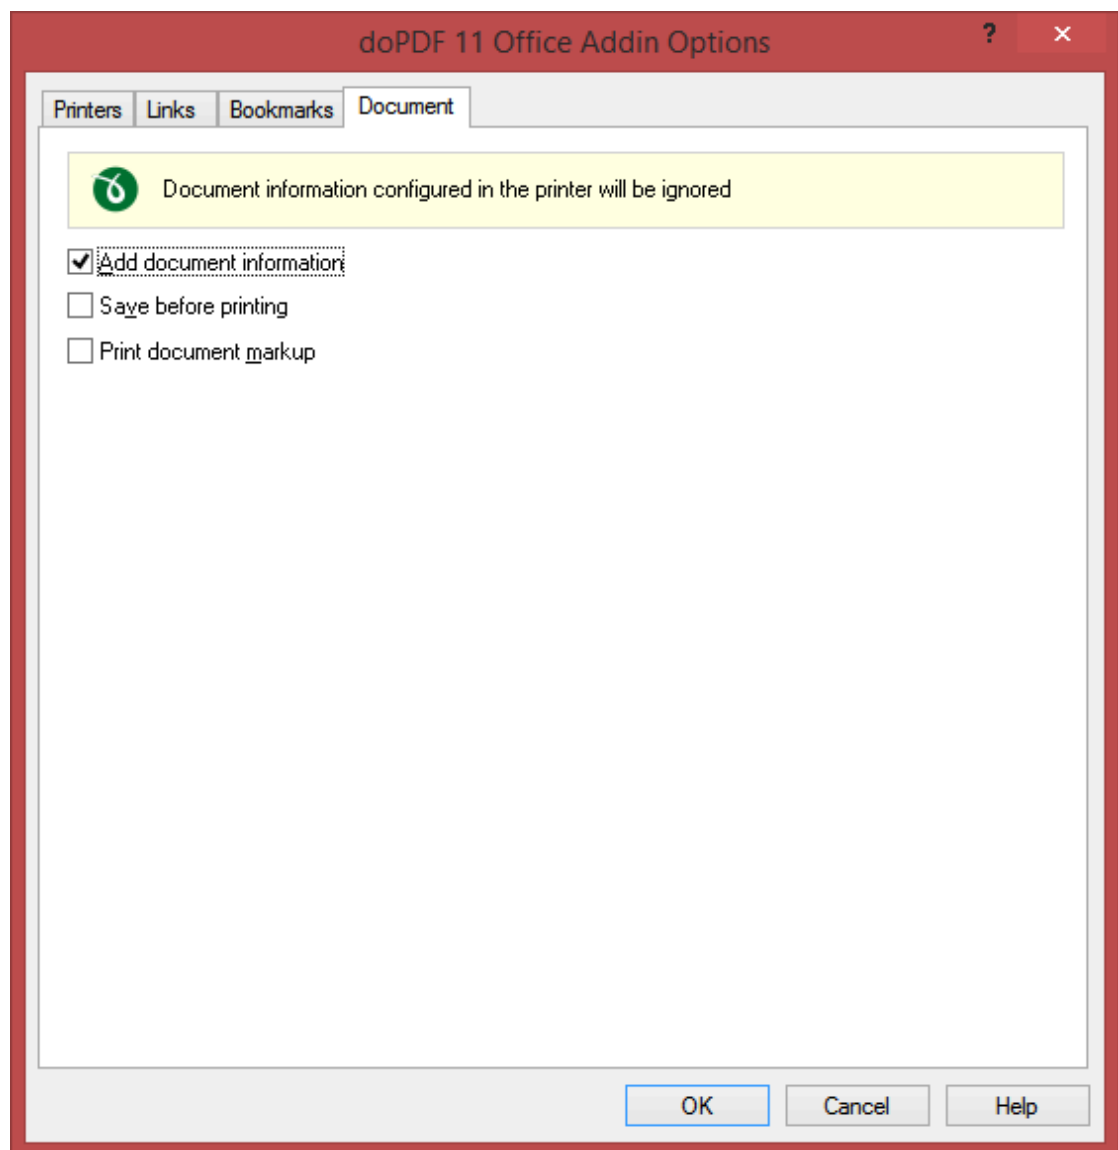 doPDF 11 Office Addin Options
?
Printers Links Bookmarks Document
Document information configured in the printer will be ignored
Add document information
Save before printing
Print document markup
OK Cancel Help